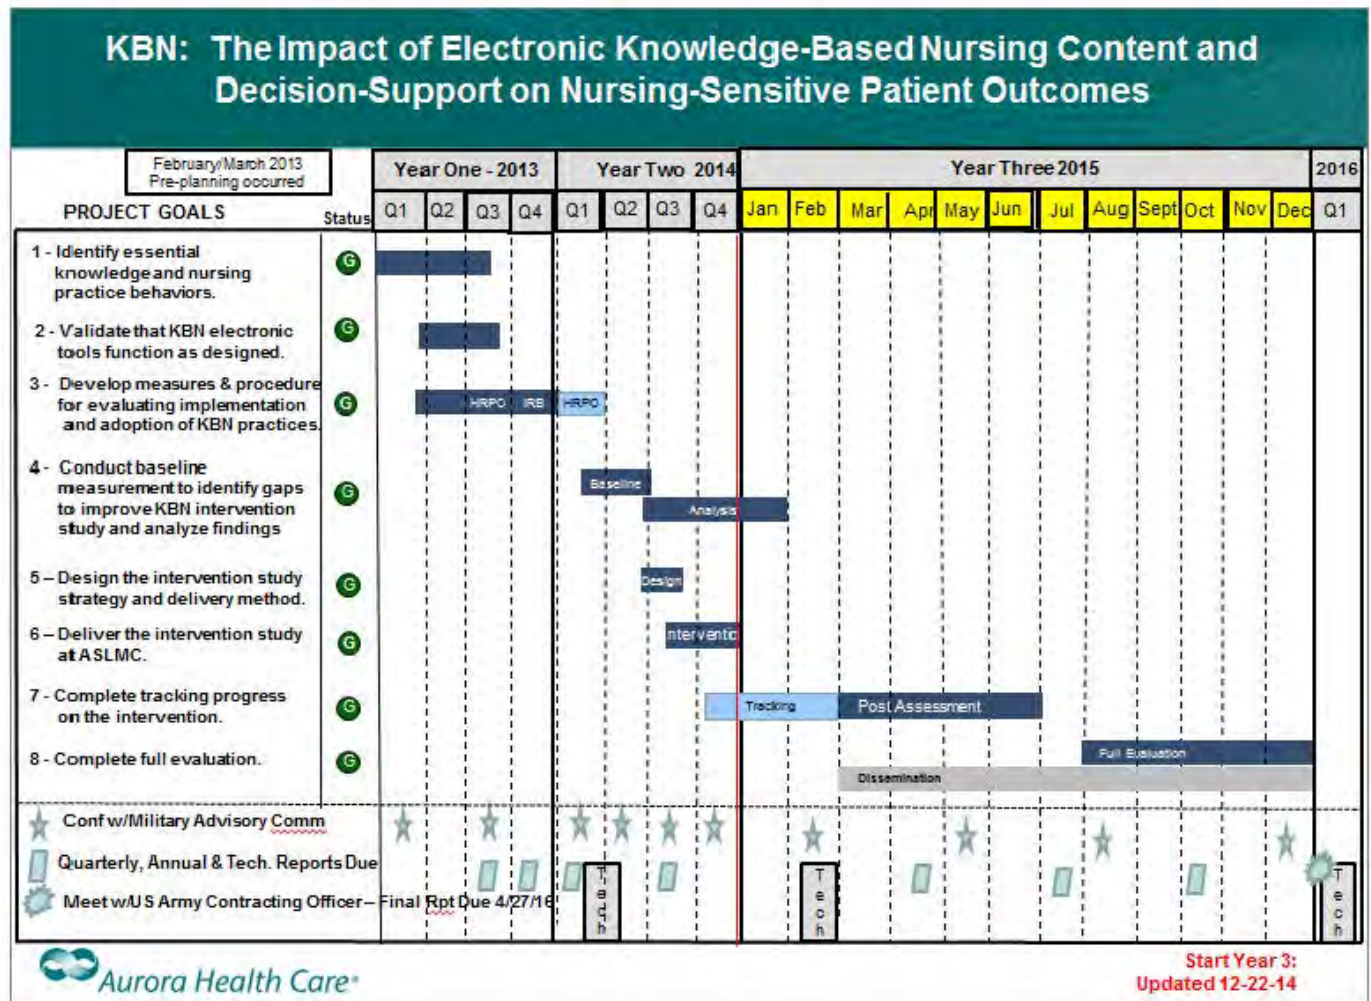 KBN: The Impact of Electronic Knowledge-Based Nursing Content and
Decision-Support on Nursing-Sensitive Patient Outcomes
February/March 2013
Pre-planning occurred
Year One - 2013
Year Two 2014
Year Three 2015
2016
PROJECT GOALS
Status
Q1 Q2 Q3 Q4 Q1 Q2 Q3 Q4 Jan Feb Mar Apr May Jun Jul Aug Sept Oct Nov Dec Q1
1 - Identify essential
knowledge and nursing
practice behaviors.
G
2 - Validate that KBN electronic
tools function as designed.
G
3 - Develop measures & procedure
for evaluating implementation
and adoption of KBN practices.
G
HRPO IRB HRPO
4 - Conduct baseline
measurement to identify gaps
to improve KBN intervention
study and analyze findings
G
Baseline
Analysis
5 – Design the intervention study
strategy and delivery method.
G
Design
6 – Deliver the intervention study
at ASLMC.
G
nterventic
7 - Complete tracking progress
on the intervention.
G
Tracking
Post Assessment
8 - Complete full evaluation.
G
Full Evaluation
Dissemination
Conf w/Military Advisory Comm
Quarterly, Annual & Tech. Reports Due
Meet w/US Army Contracting Officer – Final Rpt Due 4/27/16
Tech
Tech
Tech
Aurora Health Care
Start Year 3:
Updated 12-22-14